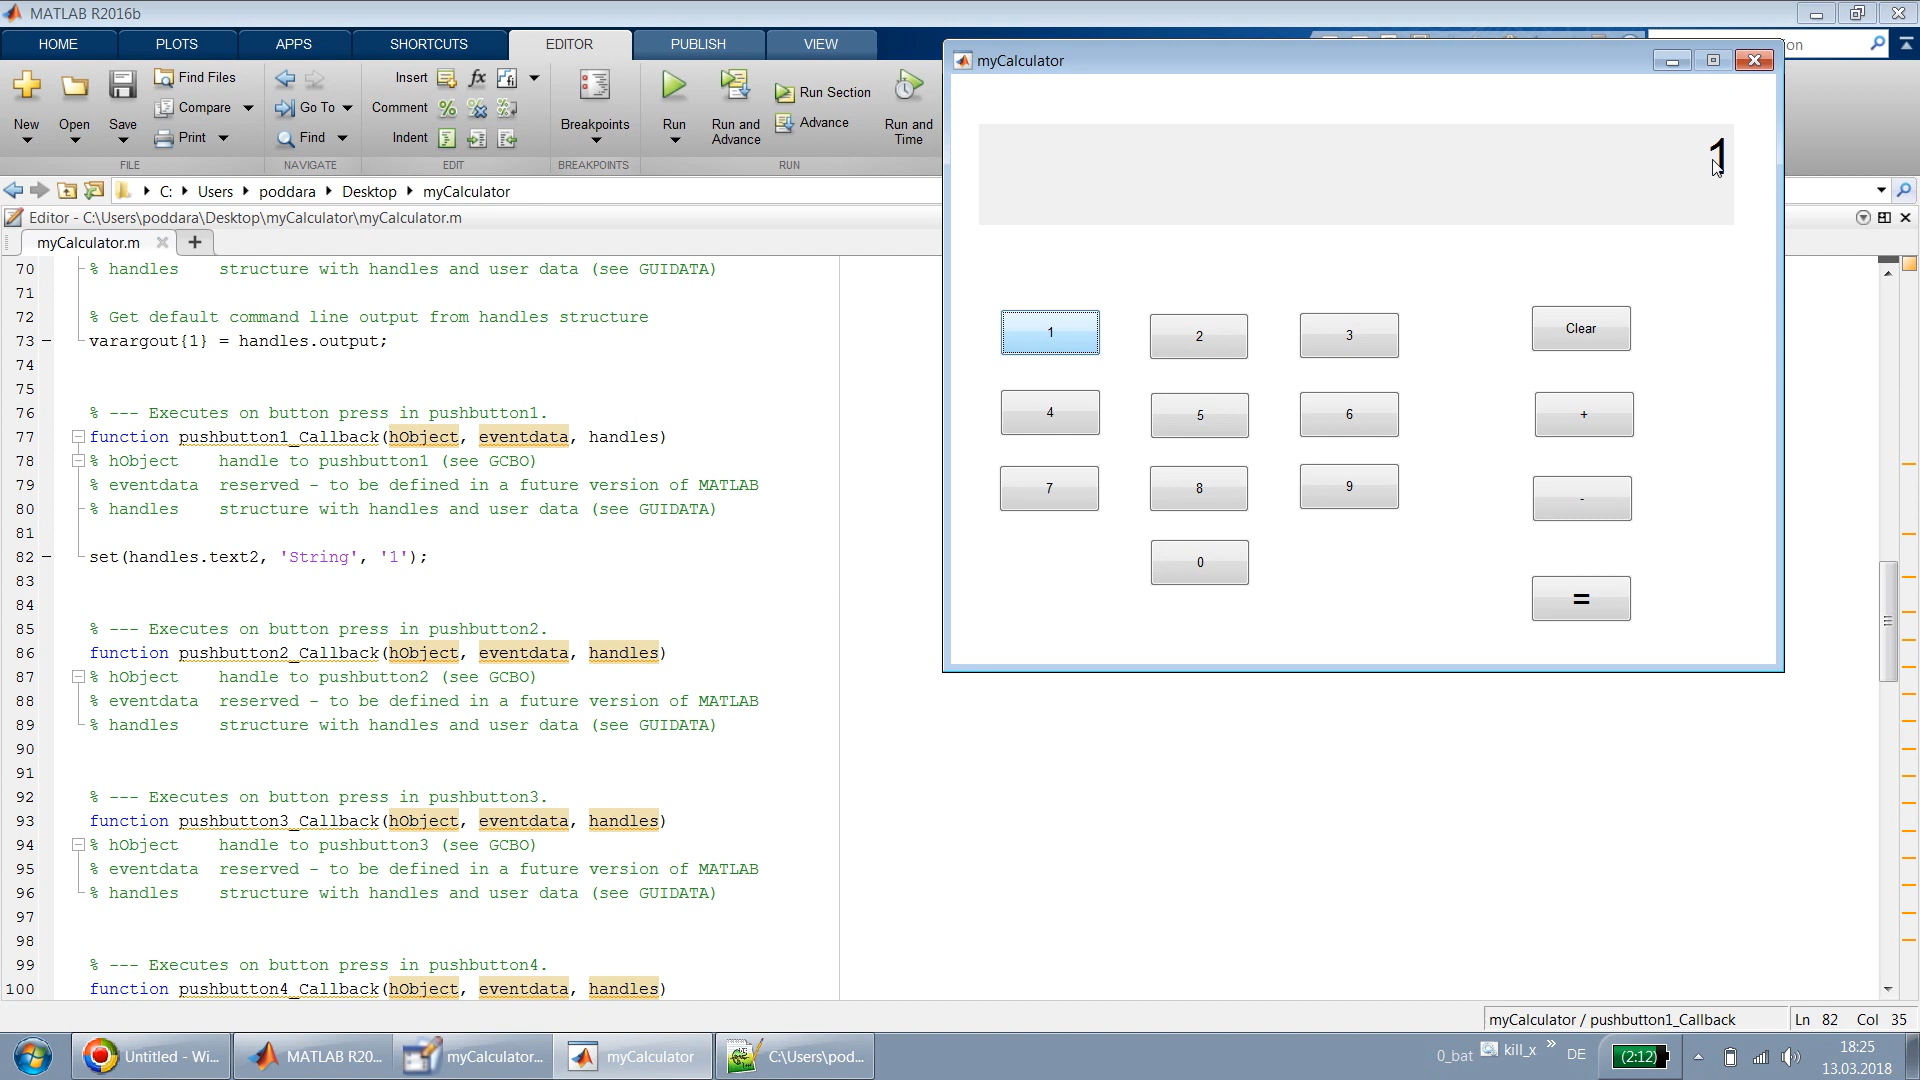 MATLAB R2016b
HOME
PLOTS
APPS
SHORTCUTS
EDITOR
PUBLISH
VIEW
New
Open
Save
Find Files
Compare
Print
Go To
Find
Insert
Comment
Indent
Breakpoints
Run
Run and Advance
Run Section
Advance
Run and Time
FILE
NAVIGATE
EDIT
BREAKPOINTS
RUN
C: Users poddara Desktop myCalculator
Editor - C:\Users\poddara\Desktop\myCalculator\myCalculator.m
myCalculator.m
70 % handles    structure with handles and user data (see GUIDATA)
71
72 % Get default command line output from handles structure
73 varargout{1} = handles.output;
74
75
76 % --- Executes on button press in pushbutton1.
77 function pushbutton1_Callback(hObject, eventdata, handles)
78 % hObject    handle to pushbutton1 (see GCBO)
79 % eventdata  reserved - to be defined in a future version of MATLAB
80 % handles    structure with handles and user data (see GUIDATA)
81
82 set(handles.text2, 'String', '1');
83
84
85 % --- Executes on button press in pushbutton2.
86 function pushbutton2_Callback(hObject, eventdata, handles)
87 % hObject    handle to pushbutton2 (see GCBO)
88 % eventdata  reserved - to be defined in a future version of MATLAB
89 % handles    structure with handles and user data (see GUIDATA)
90
91
92 % --- Executes on button press in pushbutton3.
93 function pushbutton3_Callback(hObject, eventdata, handles)
94 % hObject    handle to pushbutton3 (see GCBO)
95 % eventdata  reserved - to be defined in a future version of MATLAB
96 % handles    structure with handles and user data (see GUIDATA)
97
98
99 % --- Executes on button press in pushbutton4.
100 function pushbutton4_Callback(hObject, eventdata, handles)
myCalculator
1
1 2 3 Clear
4 5 6 +
7 8 9 -
0 =
myCalculator / pushbutton1_Callback
Ln 82 Col 35
Untitled - Wi...
MATLAB R20...
myCalculator...
myCalculator
C:\Users\pod...
0_bat
kill_x
»
DE
(2:12)
18:25
13.03.2018